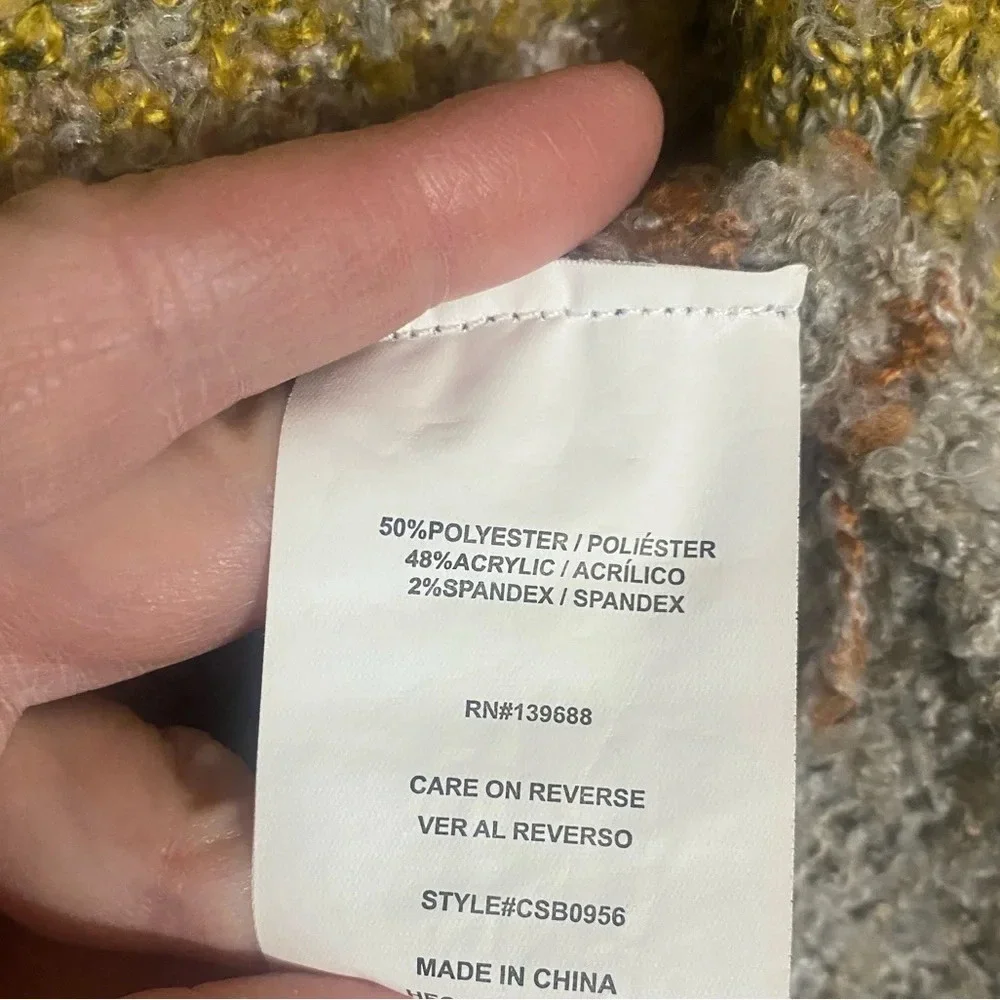 50%POLYESTER / POLIÉSTER
48%ACRYLIC / ACRÍLICO
2%SPANDEX / SPANDEX
RN#139688
CARE ON REVERSE
VER AL REVERSO
STYLE#CSB0956
MADE IN CHINA